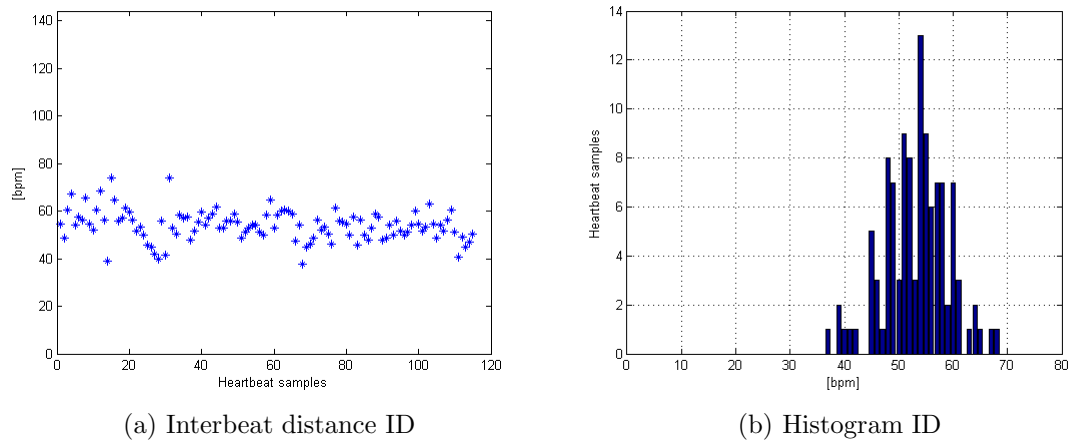 140
120
100
80
60
40
20
0
[bpm]
0 20 40 60 80 100 120
Heartbeat samples
(a) Interbeat distance ID
14
12
10
8
6
4
2
0
Heartbeat samples
0 10 20 30 40 50 60 70 80
[bpm]
(b) Histogram ID